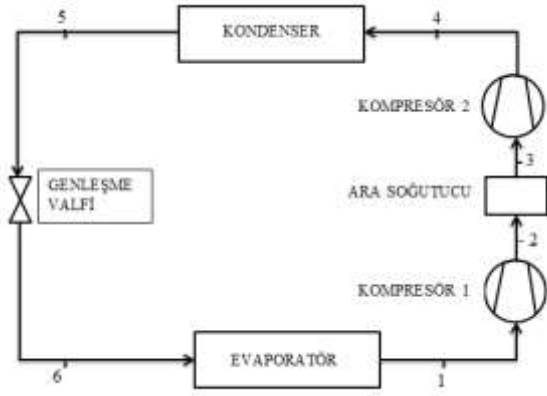 5
KONDENSER
4
KOMPRESÖR 2
3
GENLEŞME
VALFİ
ARA SOĞUTUCU
2
KOMPRESÖR 1
EVAPORATÖR
6
1